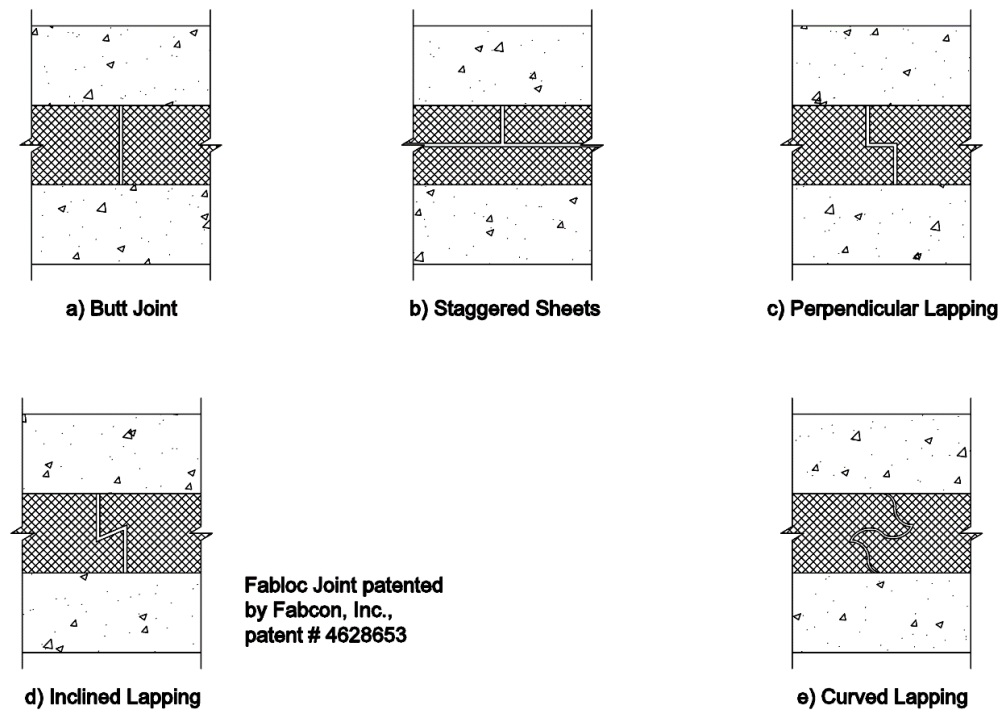 a) Butt Joint
b) Staggered Sheets
c) Perpendicular Lapping
Fabloc Joint patented
by Fabcon, Inc.,
patent # 4628653
d) Inclined Lapping
e) Curved Lapping